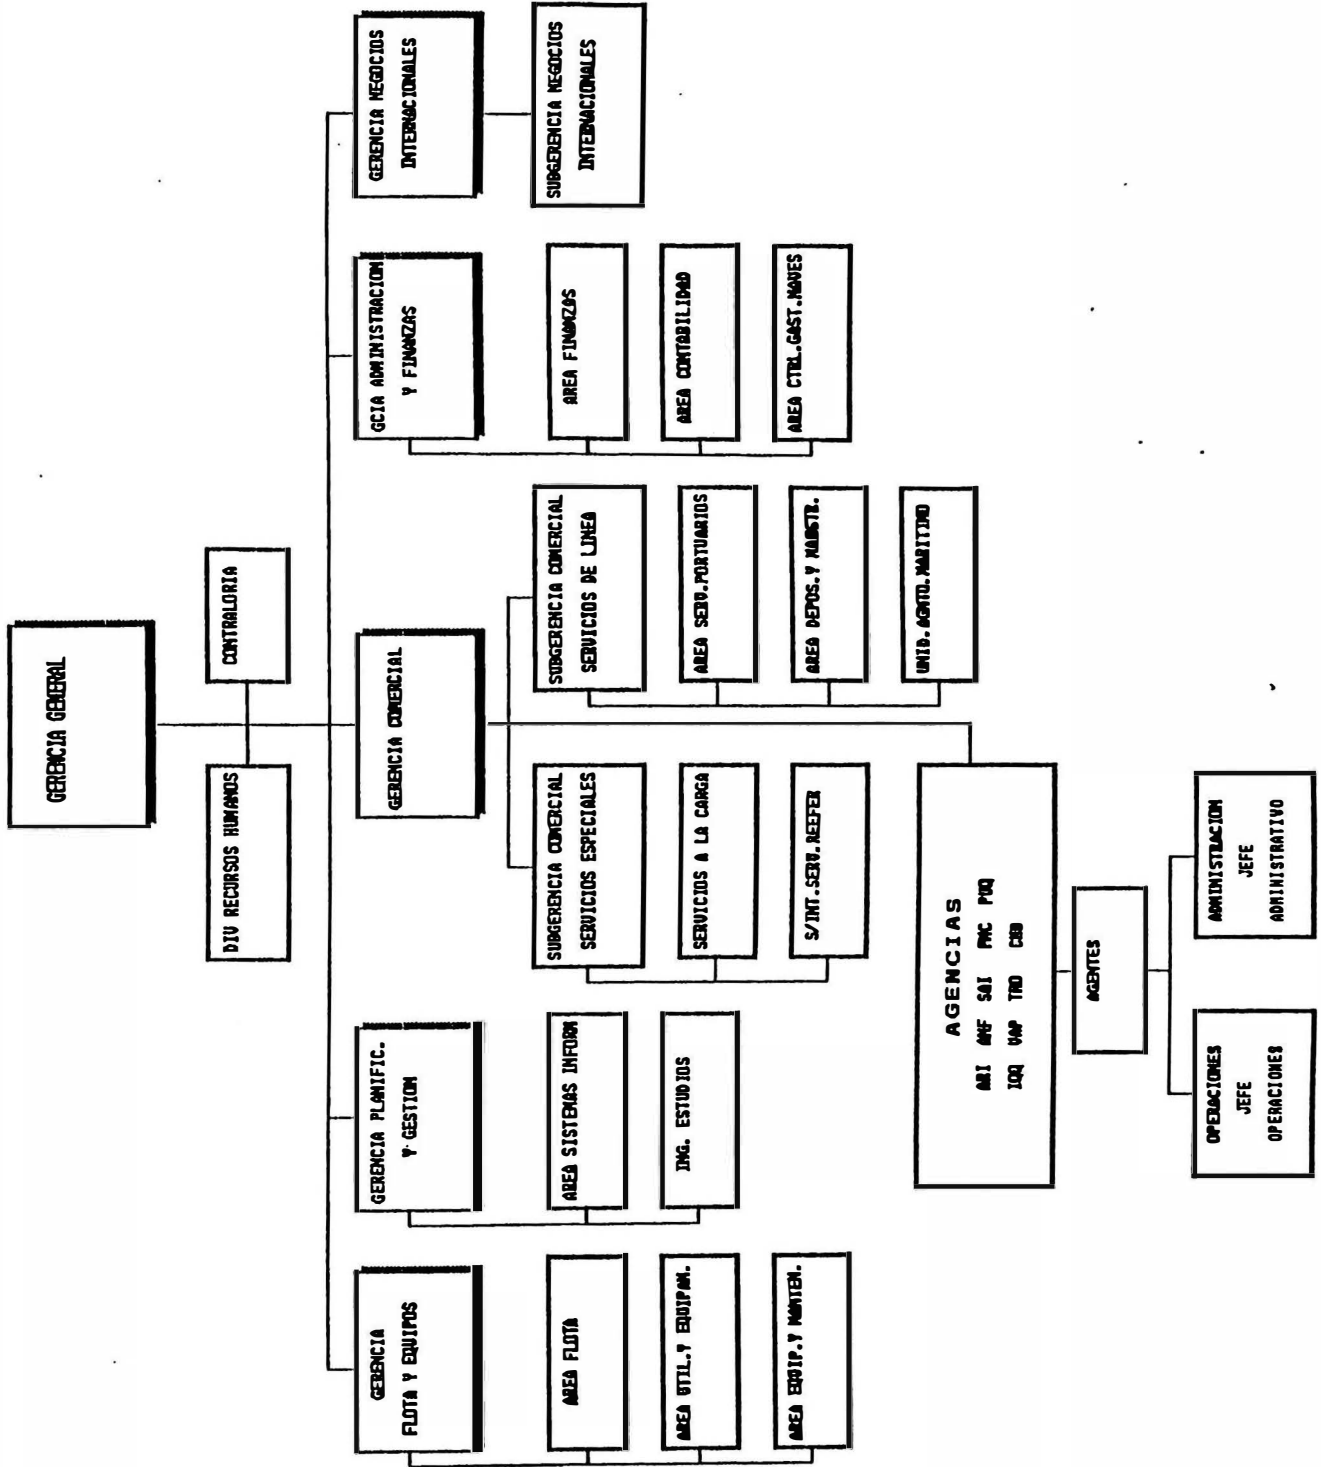 GERENCIA GENERAL
DIV RECURSOS HUMANOS
CONTRALORIA
GERENCIA
FLOTA Y EQUIPOS
GERENCIA PLANIFIC.
Y GESTION
GERENCIA COMERCIAL
GCIA ADMINISTRACION
Y FINANZAS
GERENCIA NEGOCIOS
INTERNACIONALES
AREA FLOTA
AREA UTIL.Y EQUIPAM.
AREA EQUIP.Y MANTEN.
AREA SISTEMAS INFORM
ING. ESTUDIOS
SUBGERENCIA COMERCIAL
SERVICIOS ESPECIALES
SERVICIOS A LA CARGA
S/INT.SERV.REEFER
SUBGERENCIA COMERCIAL
SERVICIOS DE LINEA
AREA SERV.PORTUARIOS
AREA DEPOS.Y MAESTR.
UNID.AGMTO.MARITIMO
AREA FINANZAS
AREA CONTABILIDAD
AREA CTRL.GAST.NAVES
SUBGERENCIA NEGOCIOS
INTERNACIONALES
AGENCIAS
ARI ANF SAI PMC PUQ
IQQ VAP TRO CBB
AGENTES
OPERACIONES
JEFE
OPERACIONES
ADMINISTRACION
JEFE
ADMINISTRATIVO